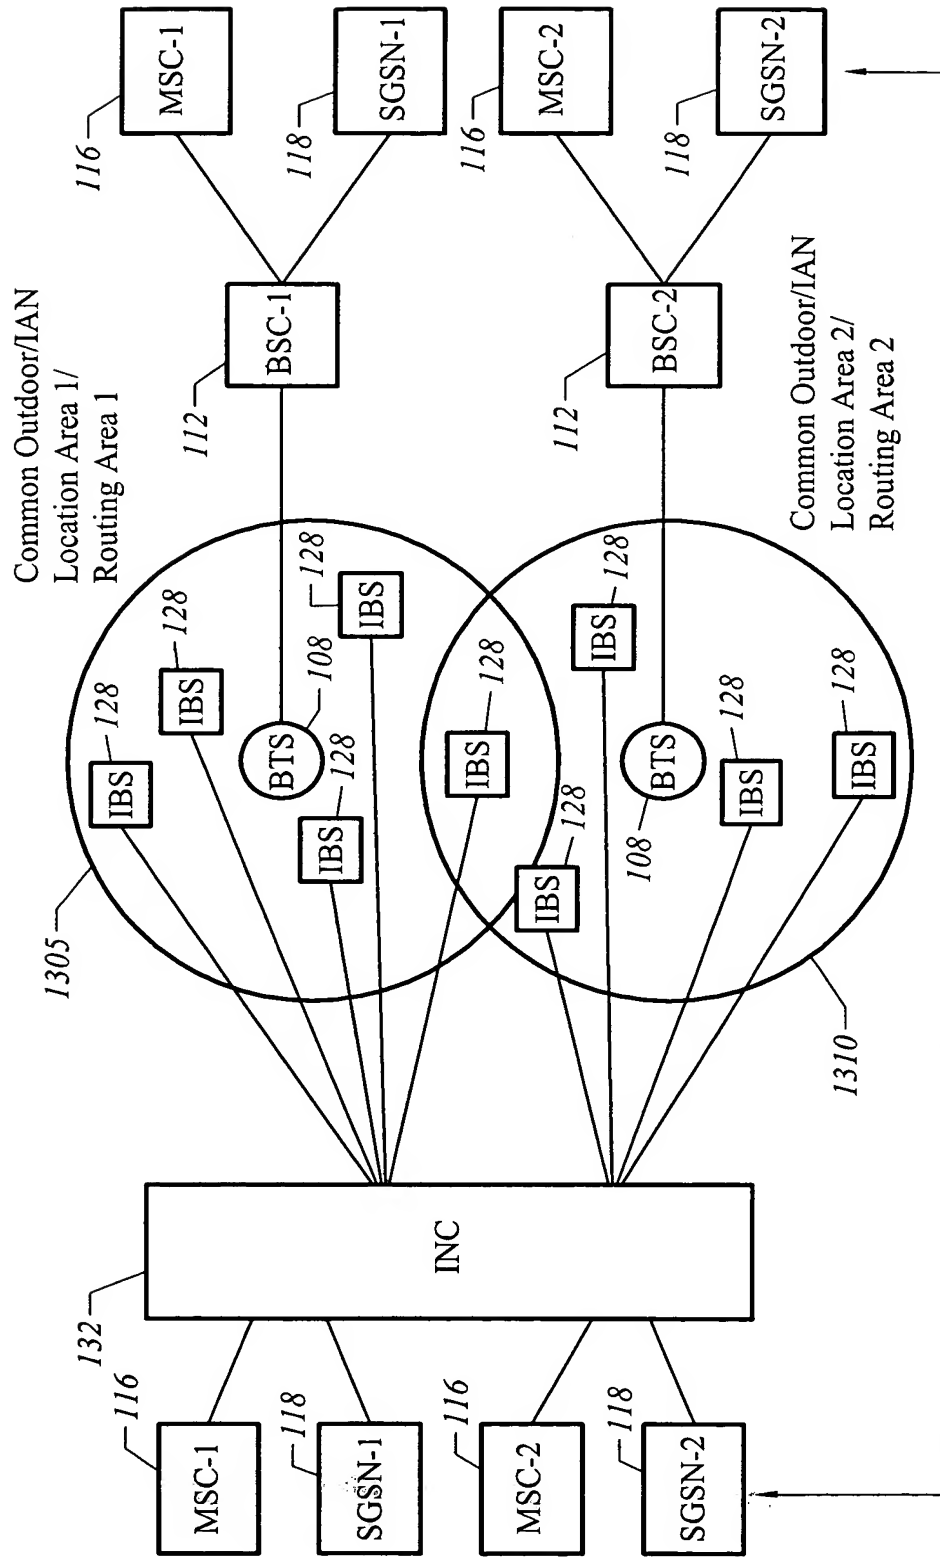 Common Outdoor/IAN
Location Area 1/
Routing Area 1
1305
116
MSC-1
118
SGSN-1
132
INC
116
MSC-2
118
SGSN-2
128
IBS
128
IBS
108
BTS
128
IBS
128
IBS
128
IBS
112
BSC-1
116
MSC-1
118
SGSN-1
128
IBS
128
IBS
108
BTS
128
IBS
128
IBS
1310
112
BSC-2
116
MSC-2
118
SGSN-2
Common Outdoor/IAN
Location Area 2/
Routing Area 2